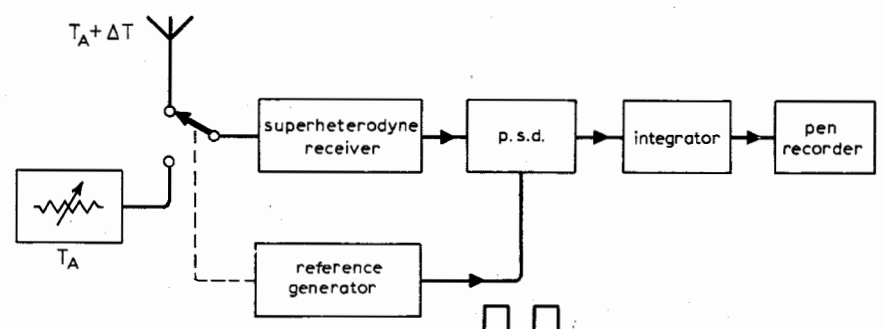 T_A + ΔT
superheterodyne
receiver
p.s.d.
integrator
pen
recorder
T_A
reference
generator